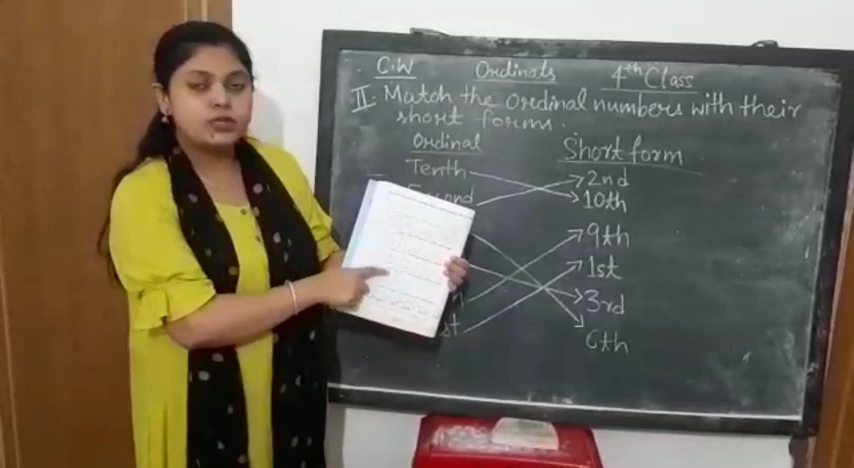 C.W Ordinals 4th Class
II. Match the Ordinal numbers with their
short forms.
Ordinal Short form
Tenth 2nd
Second 10th
9th
1st
3rd
6th